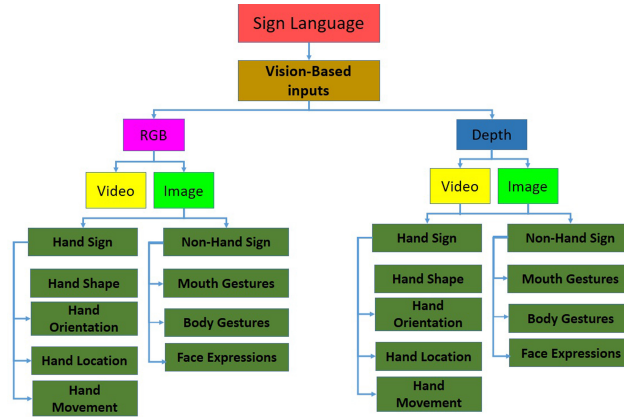 Sign Language
Vision-Based
inputs
RGB
Depth
Video
Image
Video
Image
Hand Sign
Non-Hand Sign
Hand Sign
Non-Hand Sign
Hand Shape
Mouth Gestures
Hand Shape
Mouth Gestures
Hand
Orientation
Body Gestures
Hand
Orientation
Body Gestures
Hand Location
Face Expressions
Hand Location
Face Expressions
Hand
Movement
Hand
Movement